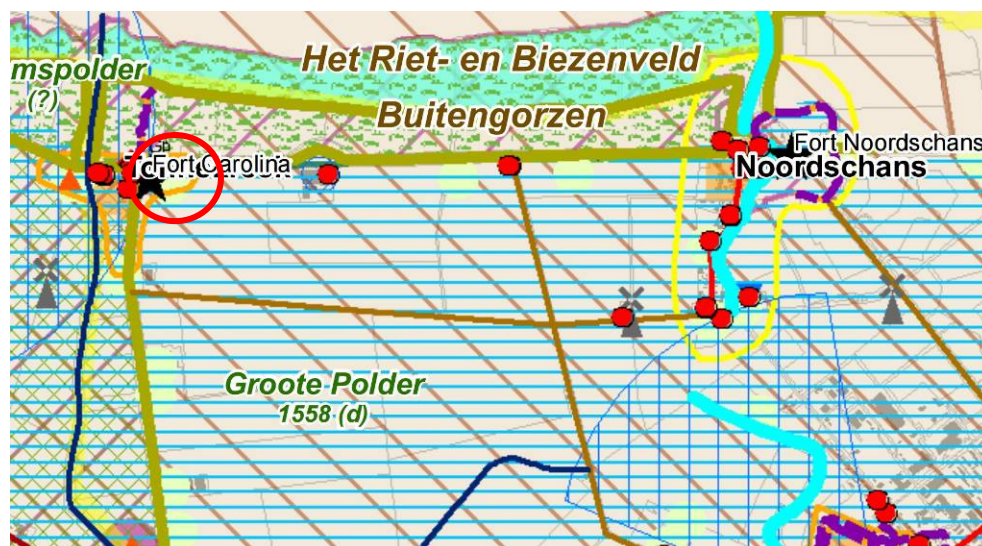 Het Riet- en Biezenveld
mspolder
(?)
Buitengorzen
Fort Carolina
Fort Noordschans
Noordschans
Groote Polder
1558 (d)